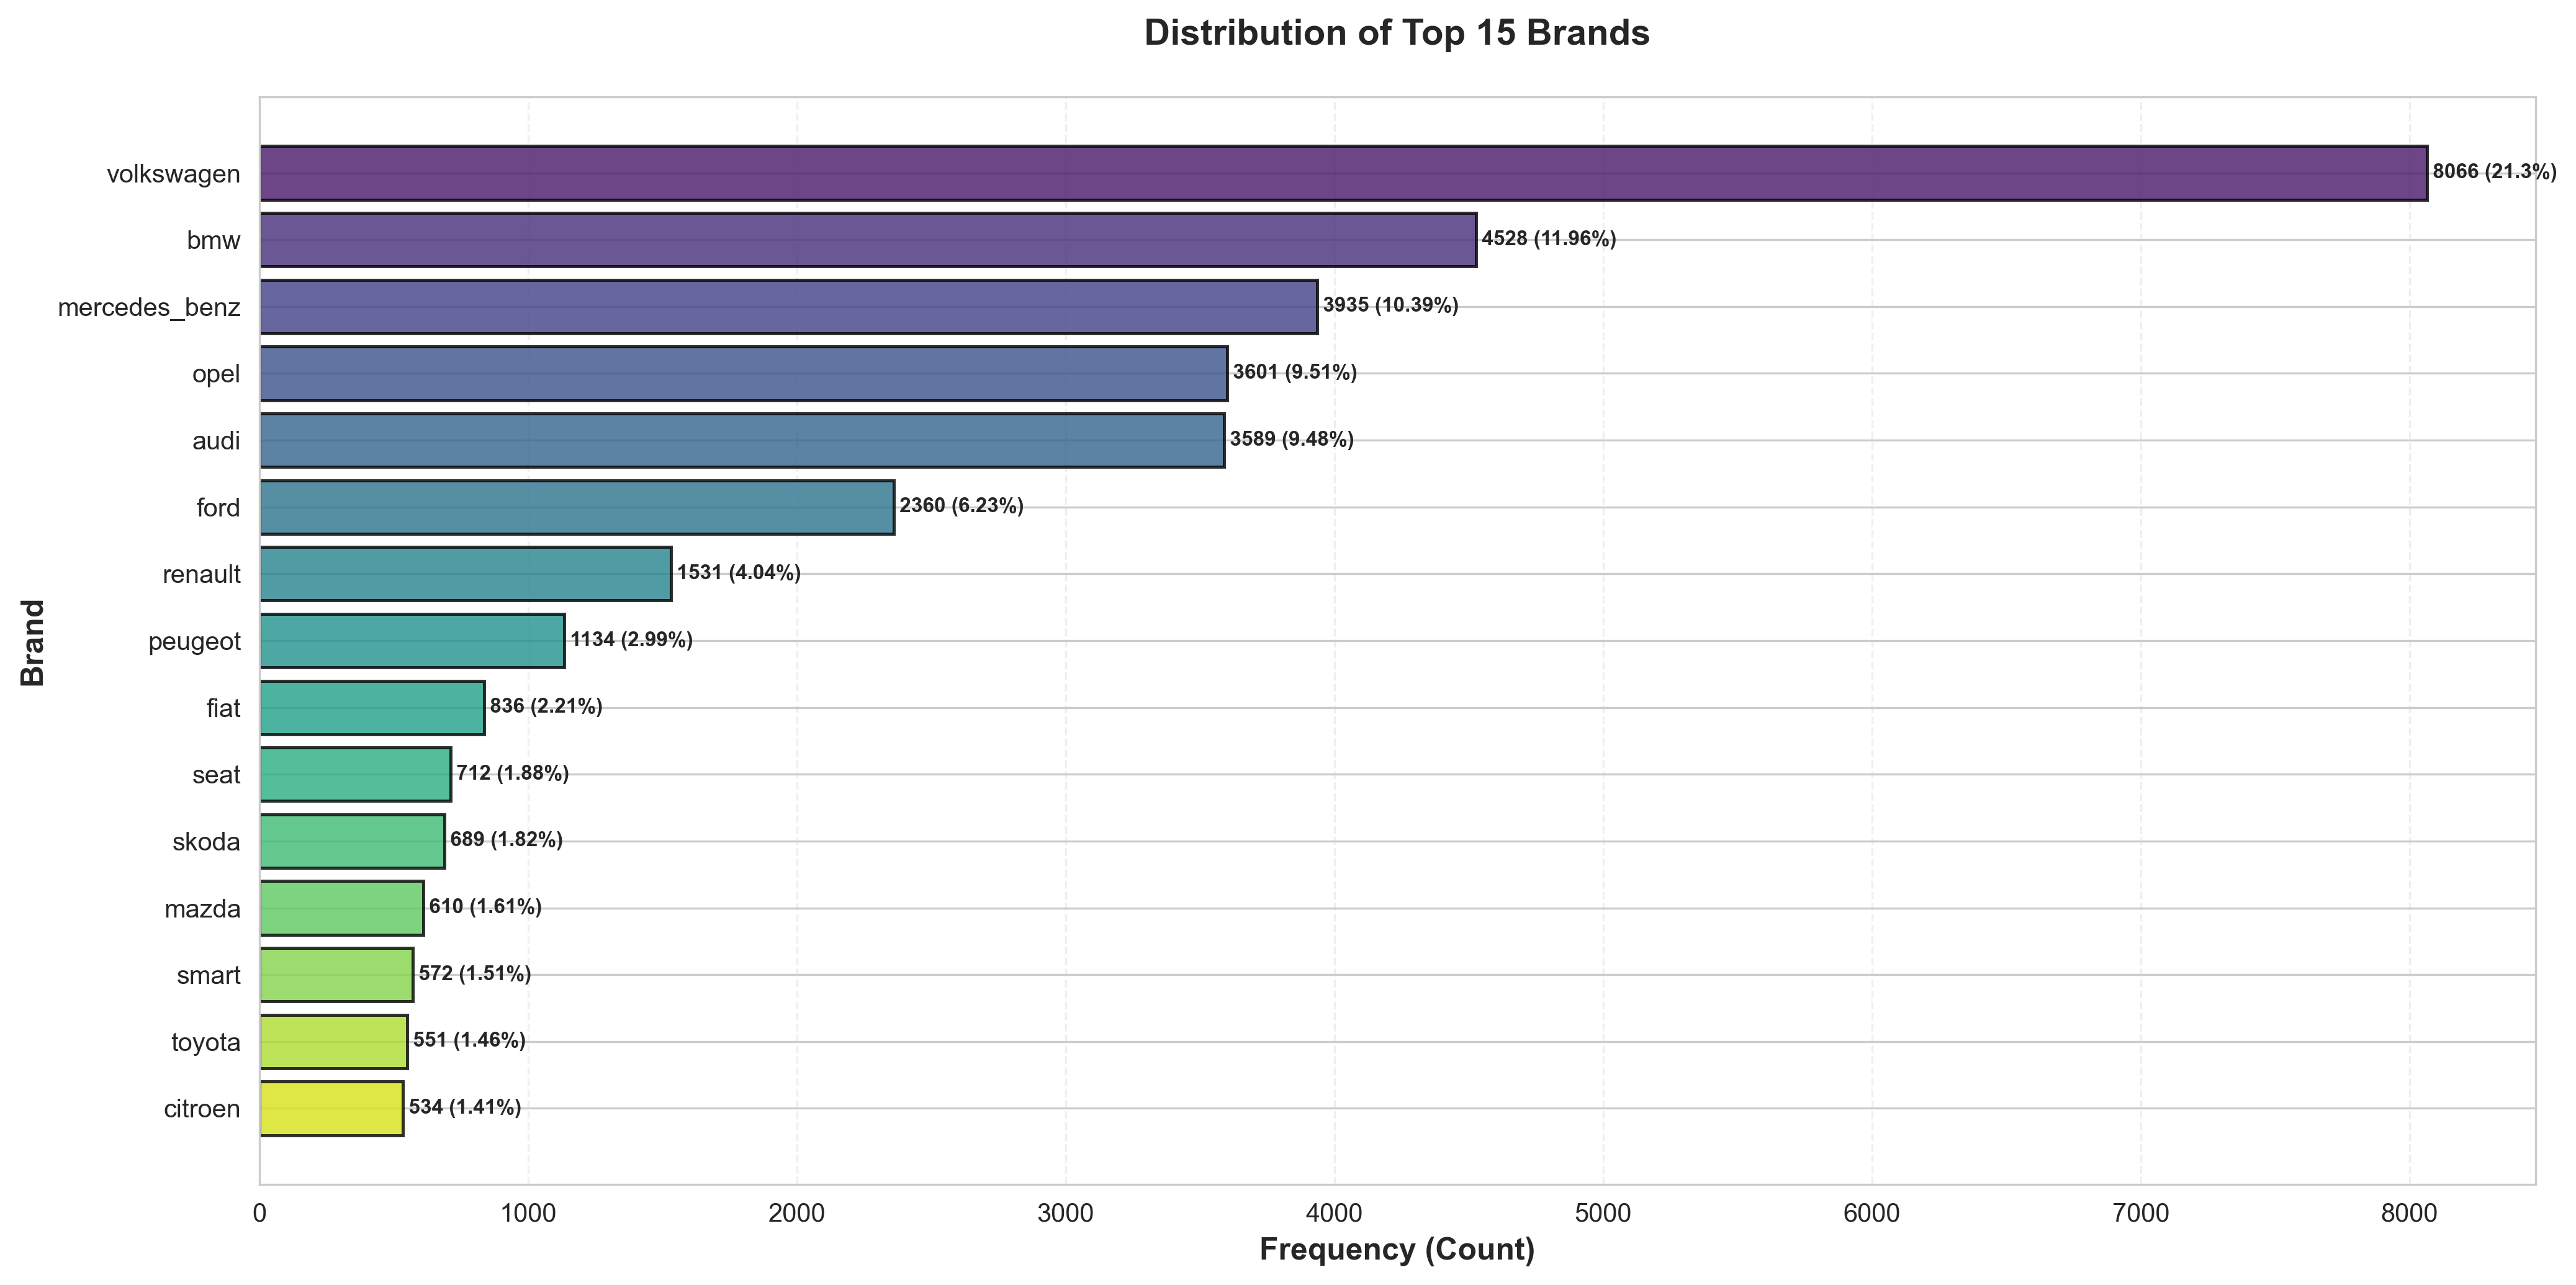 Distribution of Top 15 Brands
volkswagen 8066 (21.3%)
bmw 4528 (11.96%)
mercedes_benz 3935 (10.39%)
opel 3601 (9.51%)
audi 3589 (9.48%)
ford 2360 (6.23%)
renault 1531 (4.04%)
peugeot 1134 (2.99%)
fiat 836 (2.21%)
seat 712 (1.88%)
skoda 689 (1.82%)
mazda 610 (1.61%)
smart 572 (1.51%)
toyota 551 (1.46%)
citroen 534 (1.41%)
Brand
0 1000 2000 3000 4000 5000 6000 7000 8000
Frequency (Count)